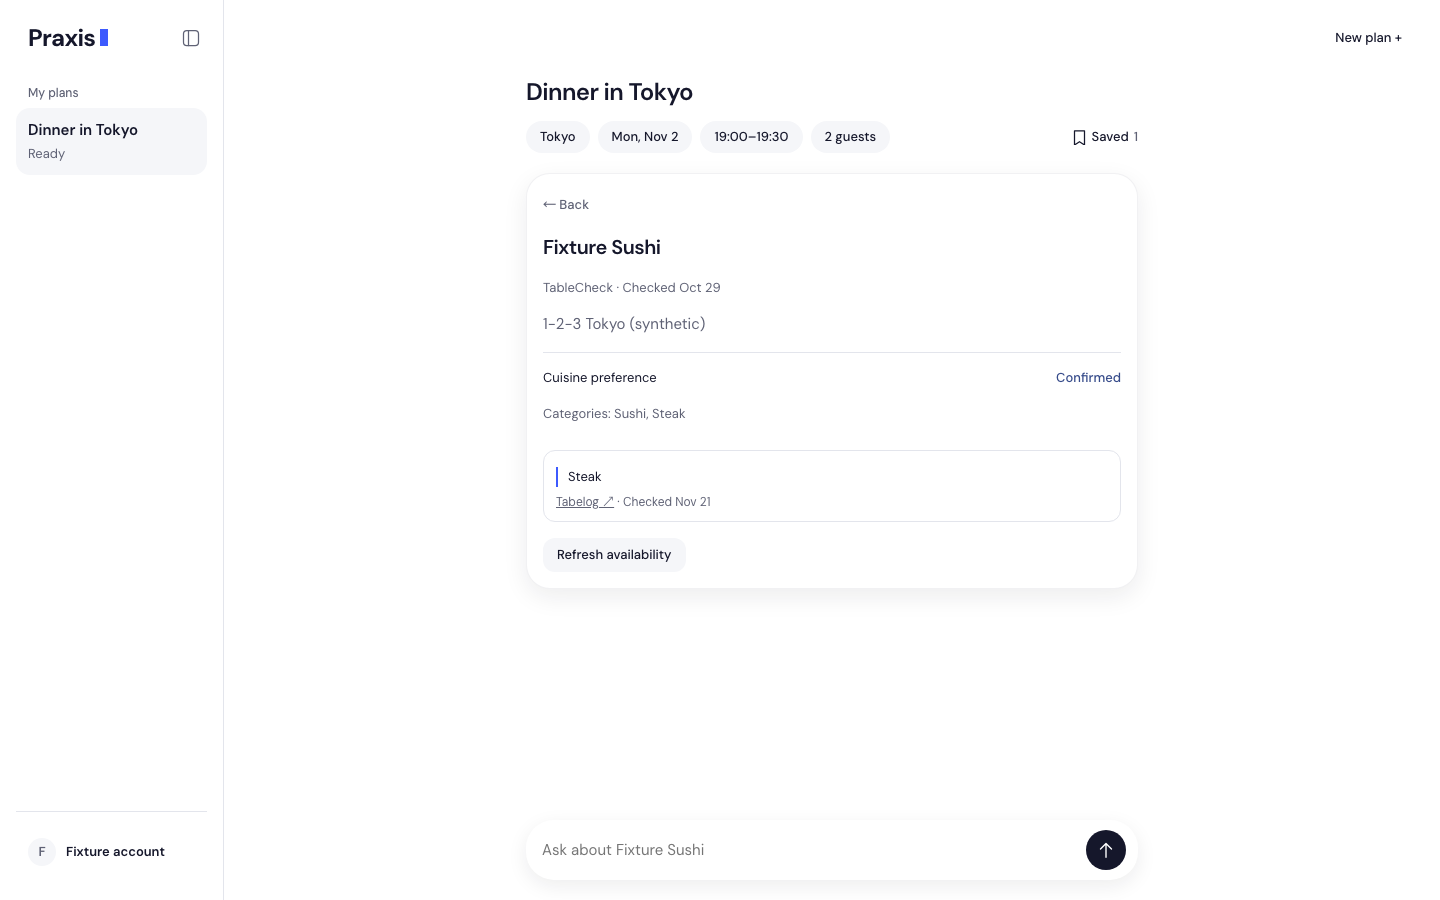 Praxis
New plan +
My plans
Dinner in Tokyo
Ready
Dinner in Tokyo
Tokyo
Mon, Nov 2
19:00–19:30
2 guests
Saved 1
← Back
Fixture Sushi
TableCheck · Checked Oct 29
1-2-3 Tokyo (synthetic)
Cuisine preference
Confirmed
Categories: Sushi, Steak
Steak
Tabelog ↗ · Checked Nov 21
Refresh availability
Ask about Fixture Sushi
F
Fixture account